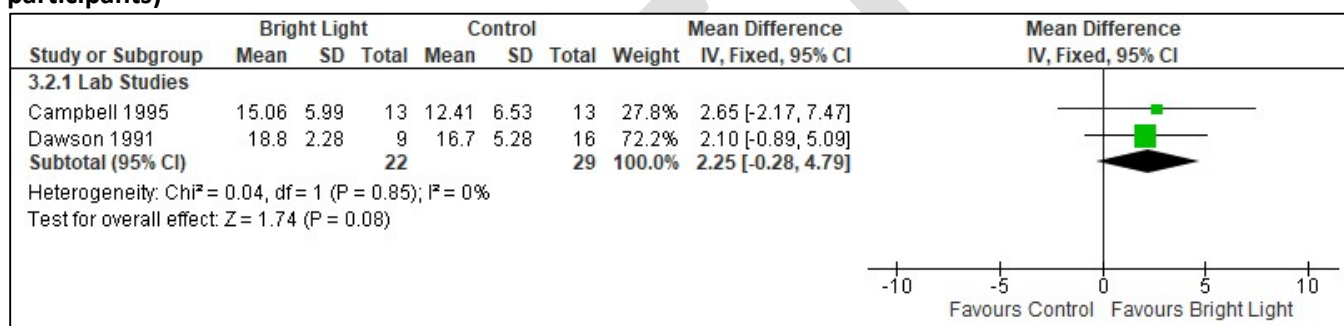 participants)
Bright Light Control Mean Difference Mean Difference
Study or Subgroup Mean SD Total Mean SD Total Weight IV, Fixed, 95% CI IV, Fixed, 95% CI
3.2.1 Lab Studies
Campbell 1995 15.06 5.99 13 12.41 6.53 13 27.8% 2.65 [-2.17, 7.47]
Dawson 1991 18.8 2.28 9 16.7 5.28 16 72.2% 2.10 [-0.89, 5.09]
Subtotal (95% CI) 22 29 100.0% 2.25 [-0.28, 4.79]
Heterogeneity: Chi² = 0.04, df = 1 (P = 0.85); I² = 0%
Test for overall effect: Z = 1.74 (P = 0.08)
-10 -5 0 5 10
Favours Control Favours Bright Light